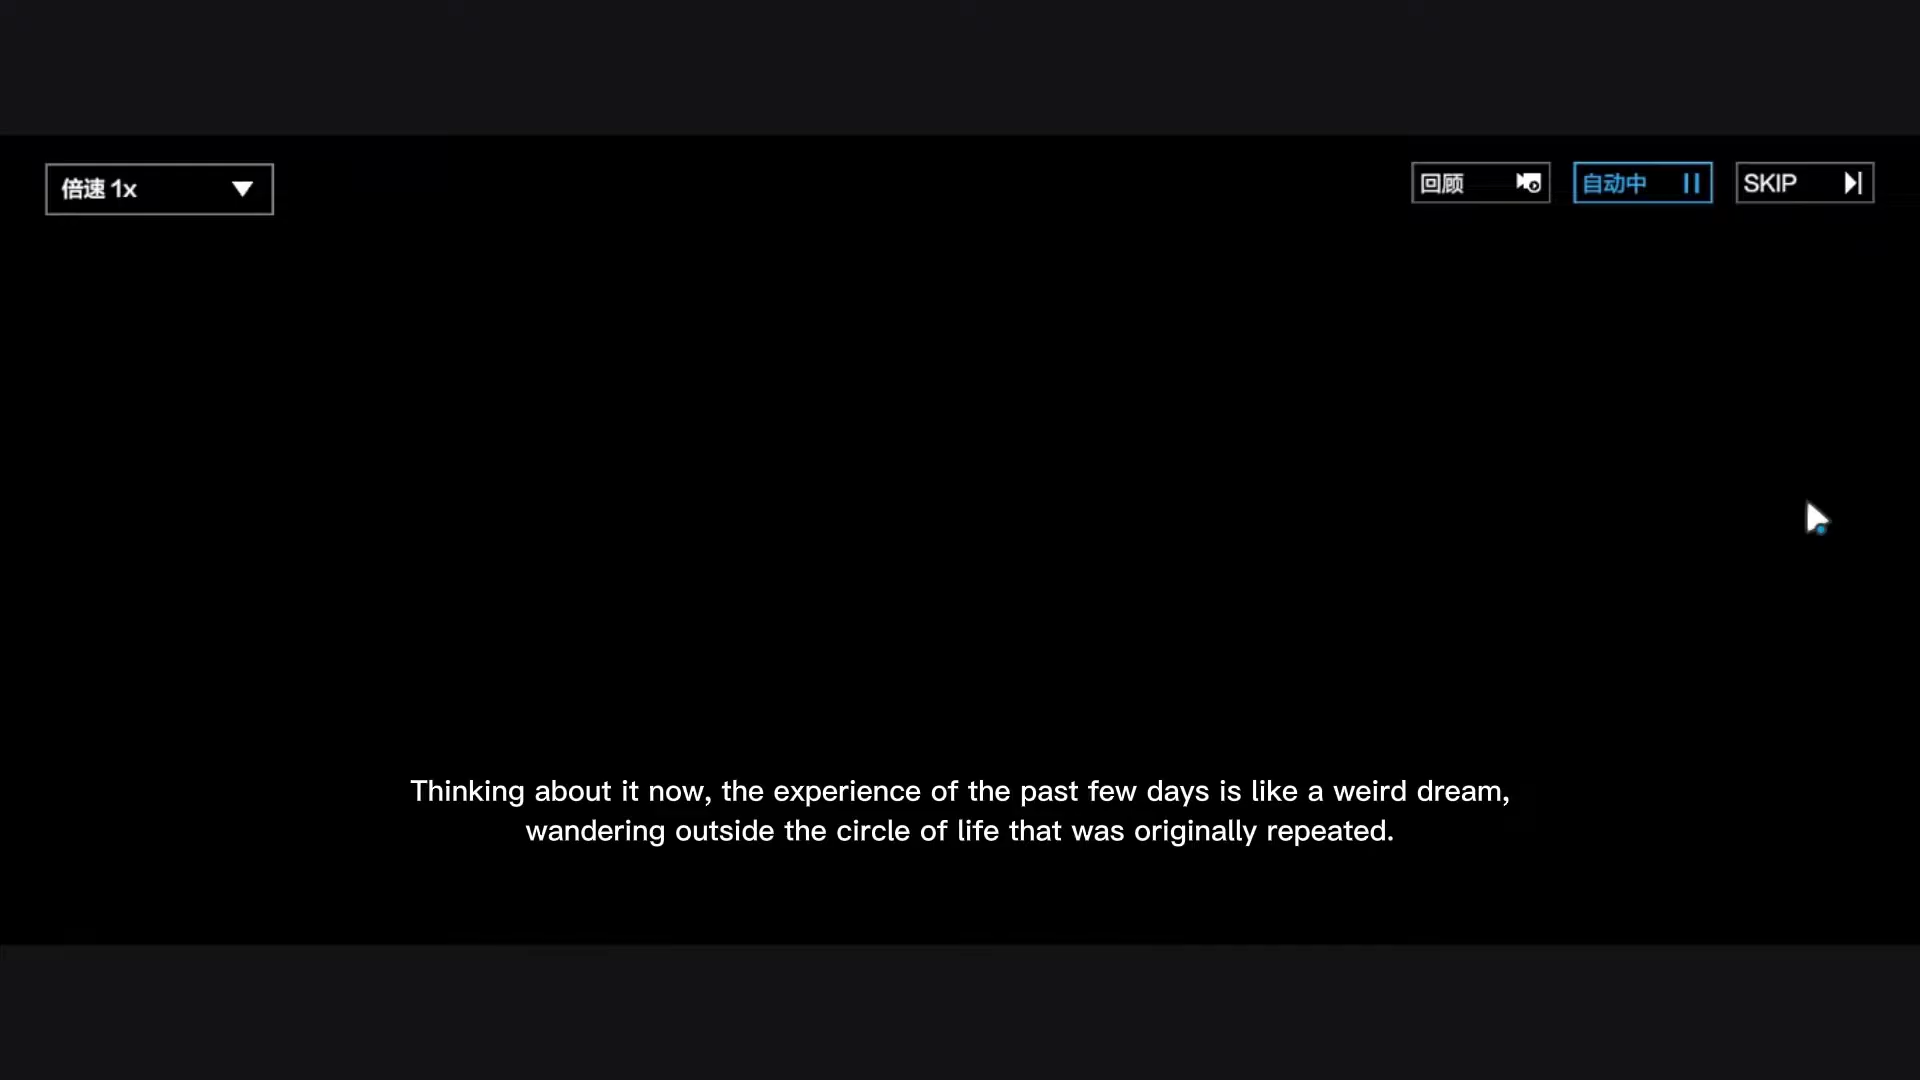 倍速 1x
回顾
自动中
SKIP
Thinking about it now, the experience of the past few days is like a weird dream,
wandering outside the circle of life that was originally repeated.